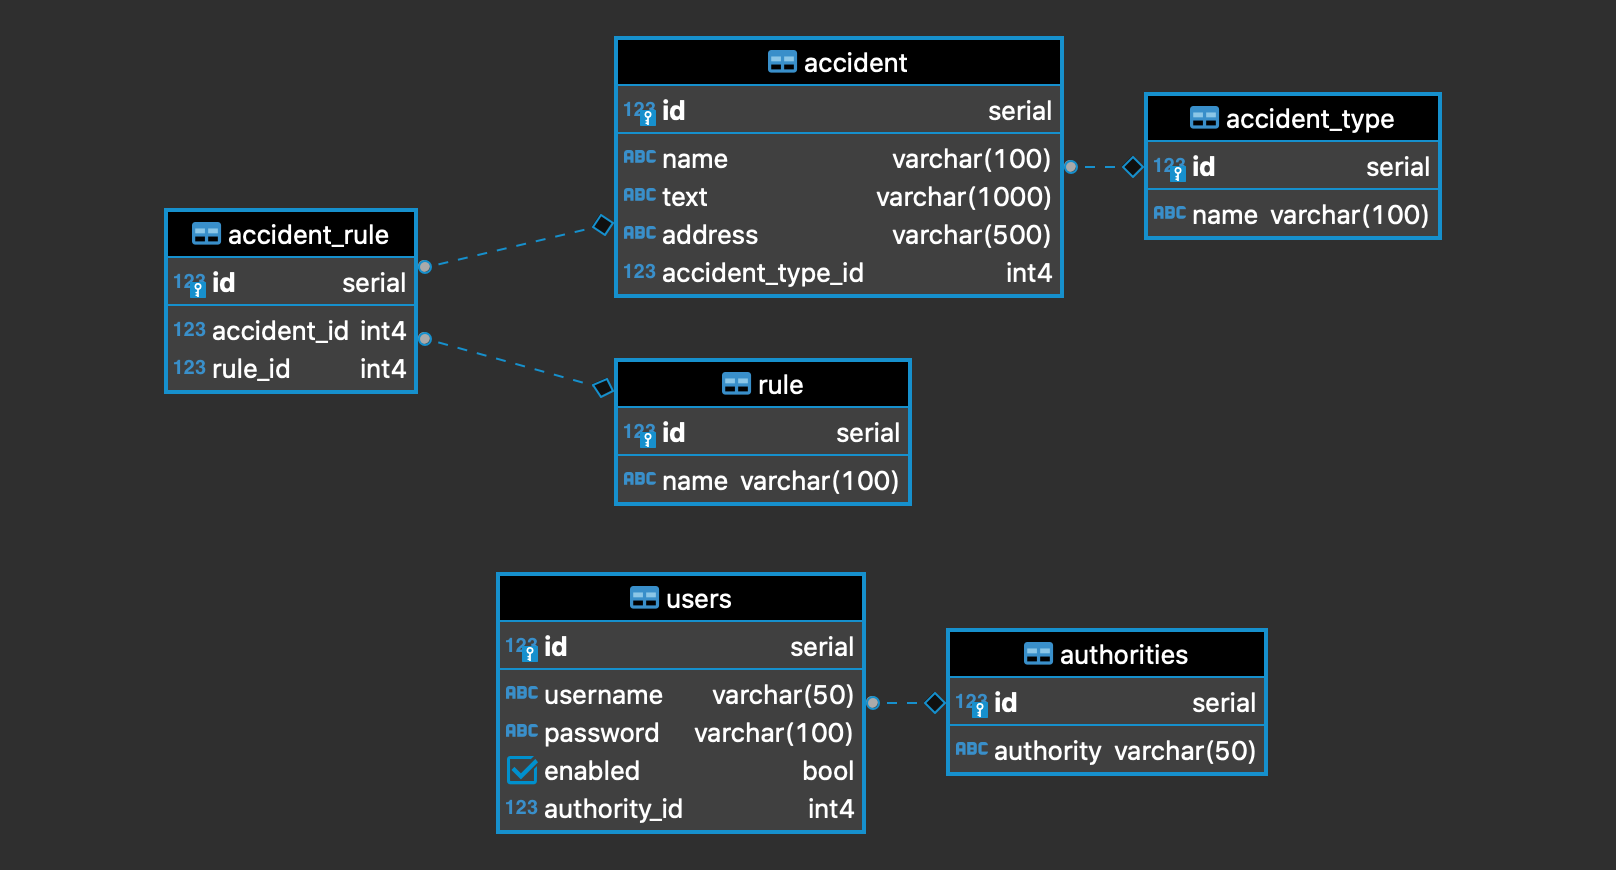 accident
123 id serial
ABC name varchar(100)
ABC text varchar(1000)
ABC address varchar(500)
123 accident_type_id int4
accident_type
123 id serial
ABC name varchar(100)
accident_rule
123 id serial
123 accident_id int4
123 rule_id int4
rule
123 id serial
ABC name varchar(100)
users
123 id serial
ABC username varchar(50)
ABC password varchar(100)
enabled bool
123 authority_id int4
authorities
123 id serial
ABC authority varchar(50)